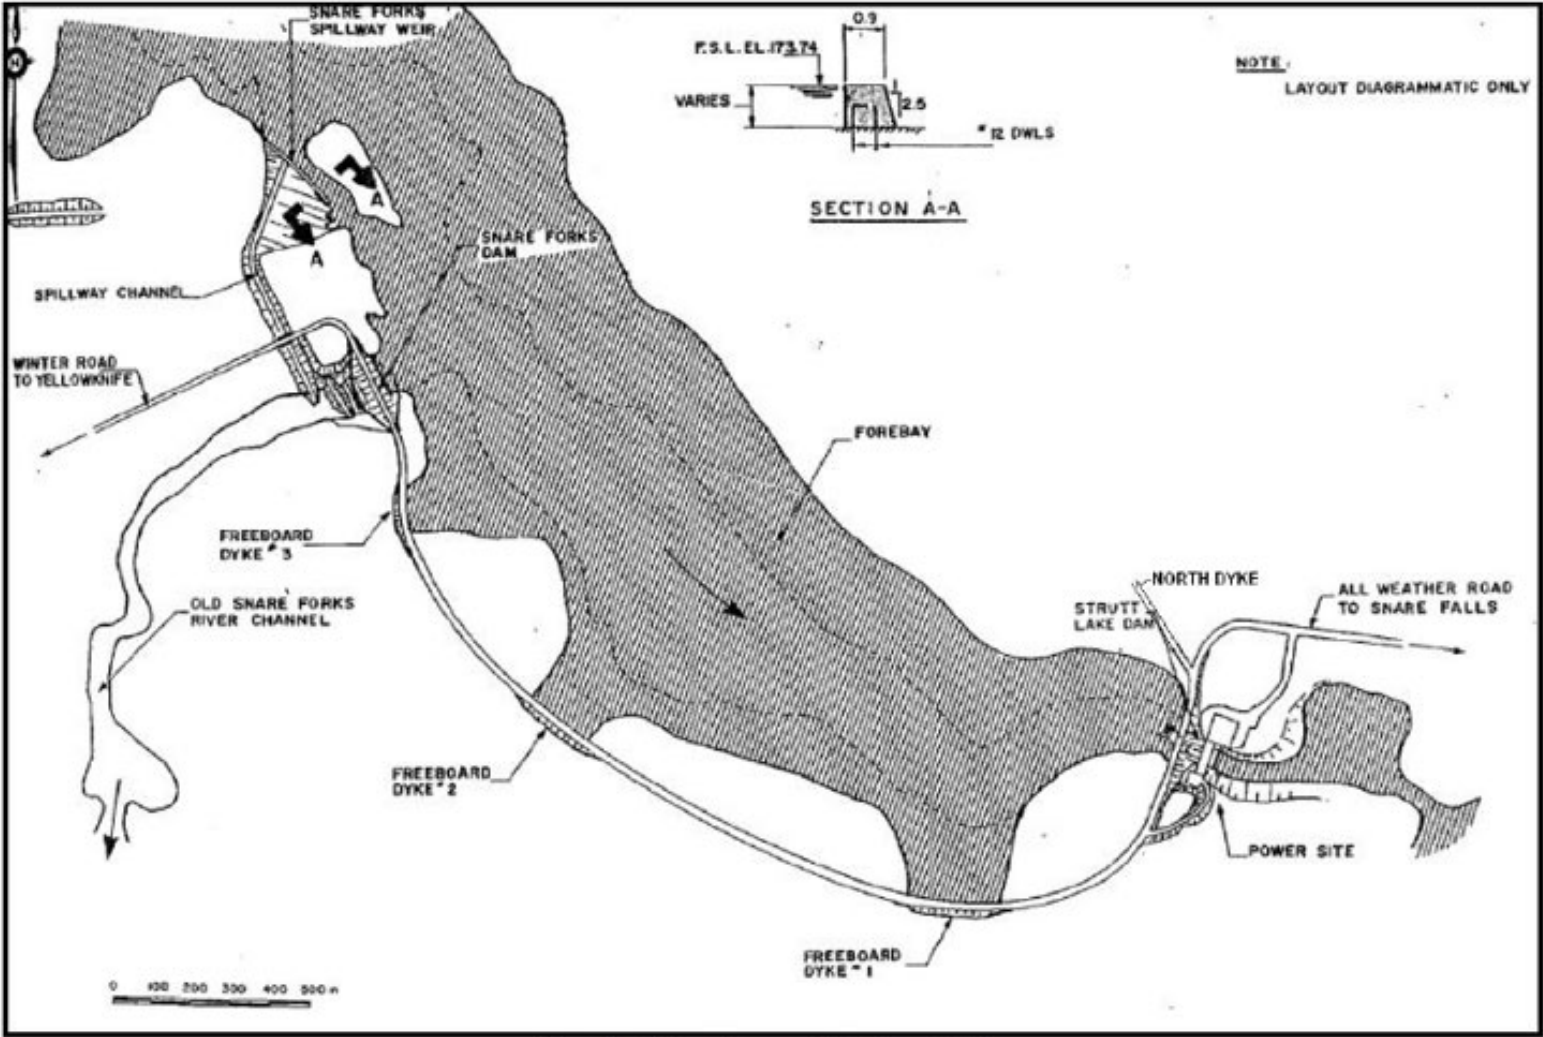 SNARE FORKS
SPILLWAY WEIR
N
0.9
F.S.L. EL.173.74
VARIES
2.5
#12 DWLS
SECTION A-A
NOTE:
LAYOUT DIAGRAMMATIC ONLY
A
A
SNARE FORKS
DAM
SPILLWAY CHANNEL
WINTER ROAD
TO YELLOWKNIFE
FOREBAY
FREEBOARD
DYKE # 3
OLD SNARE FORKS
RIVER CHANNEL
NORTH DYKE
STRUTT
LAKE DAM
ALL WEATHER ROAD
TO SNARE FALLS
FREEBOARD
DYKE # 2
POWER SITE
FREEBOARD
DYKE # 1
0 100 200 300 400 500 m